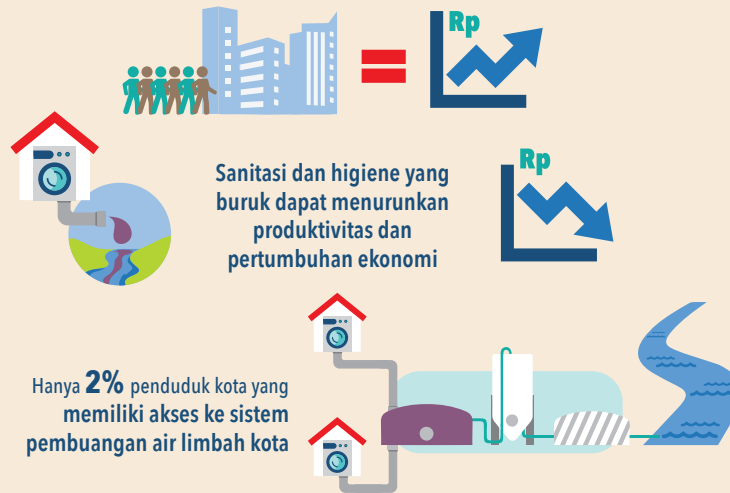 Rp
Sanitasi dan higiene yang
buruk dapat menurunkan
produktivitas dan
pertumbuhan ekonomi
Rp
Hanya 2% penduduk kota yang
memiliki akses ke sistem
pembuangan air limbah kota